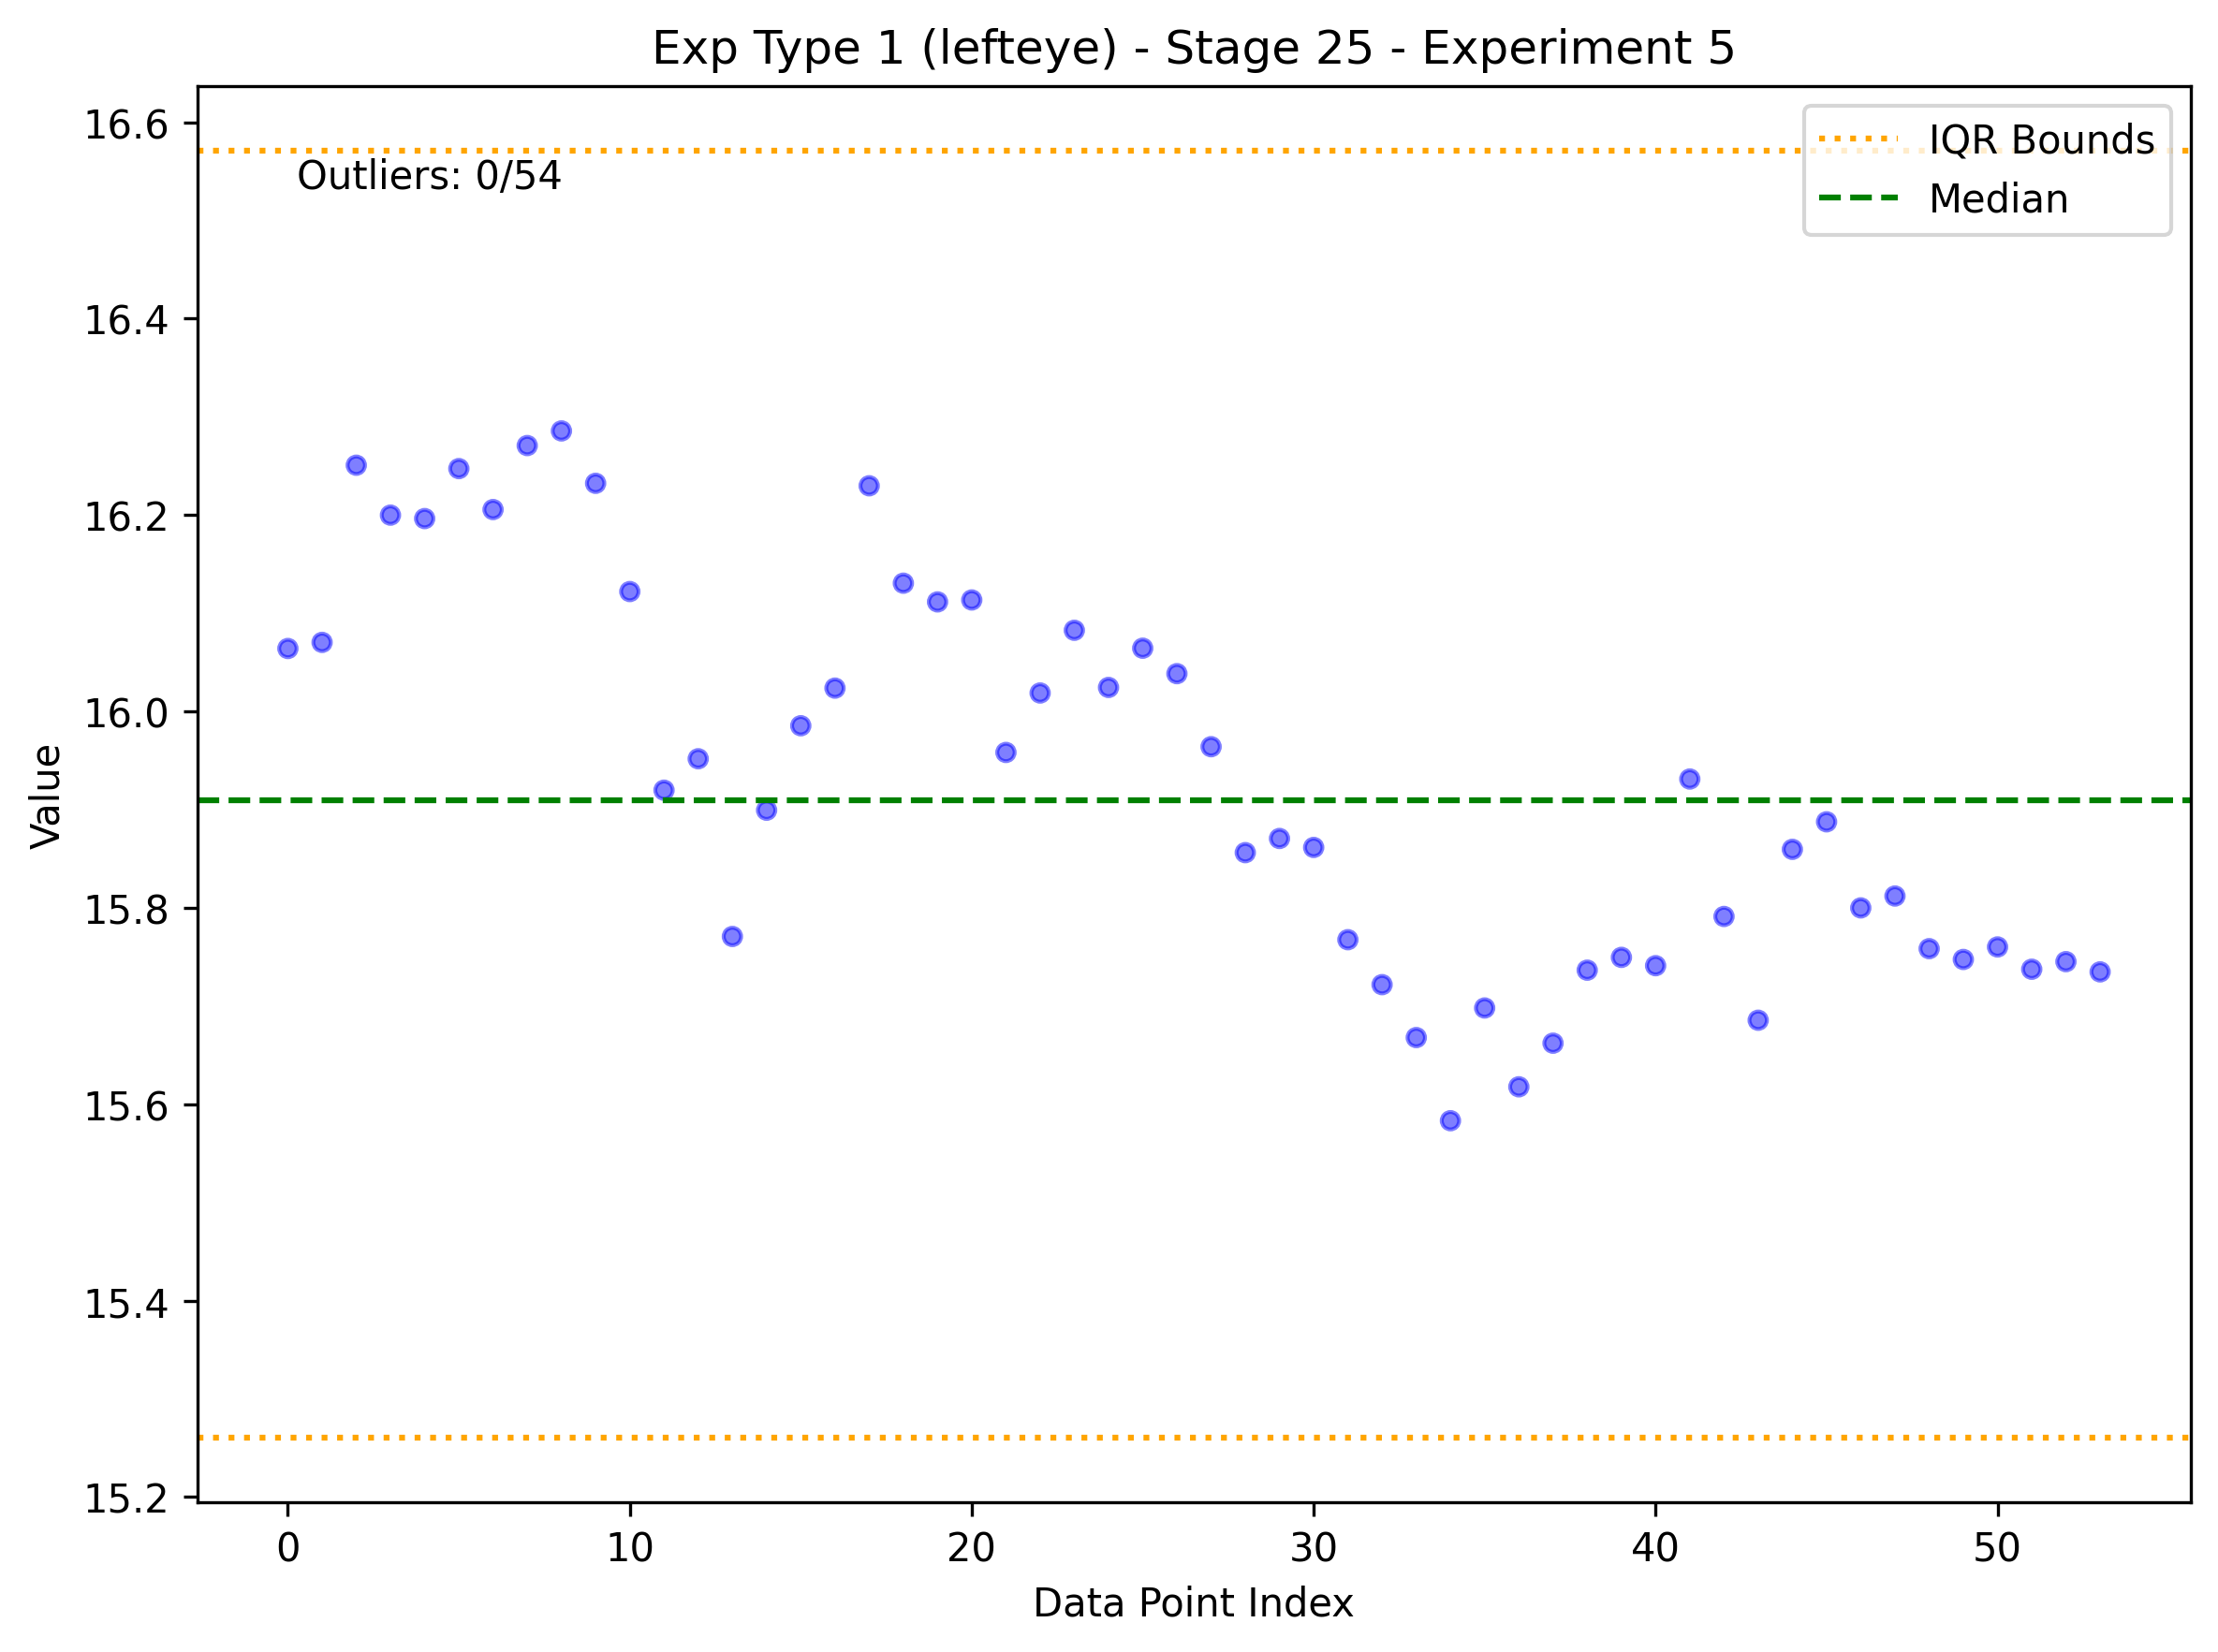 Exp Type 1 (lefteye) - Stage 25 - Experiment 5
16.6
16.4
16.2
16.0
15.8
15.6
15.4
15.2
Value
Outliers: 0/54
IQR Bounds
Median
0 10 20 30 40 50
Data Point Index